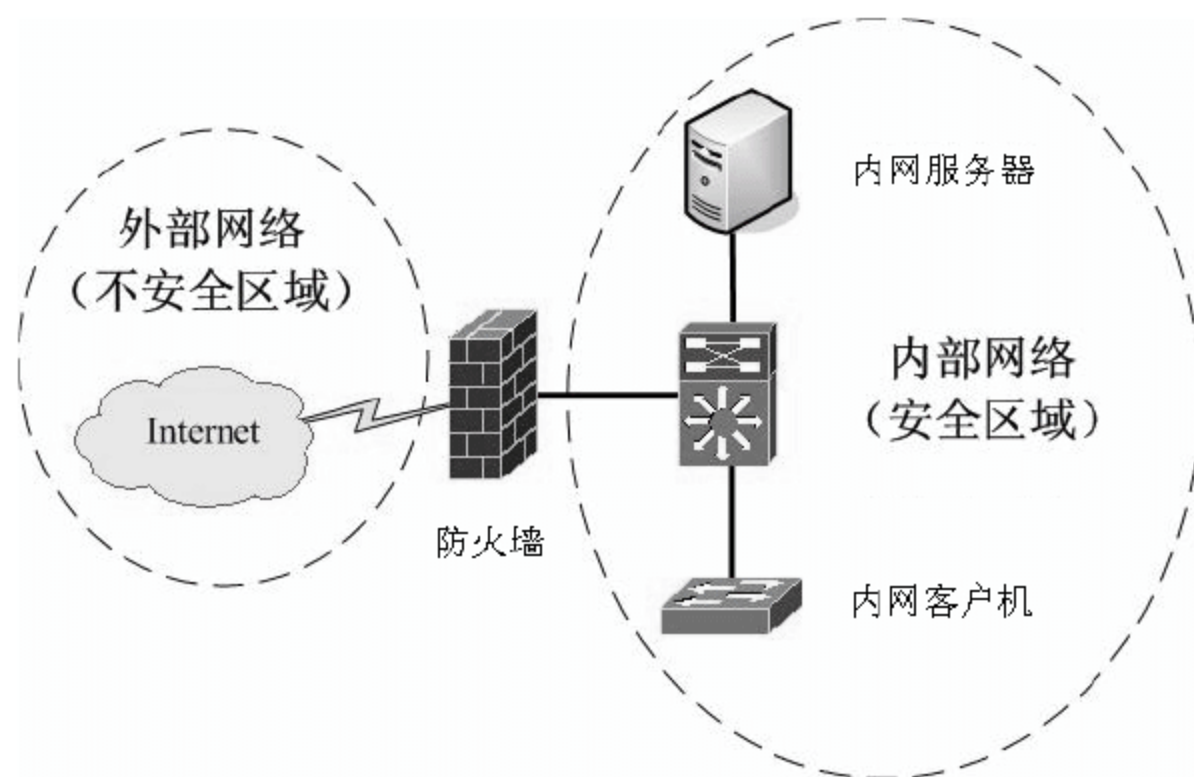 外部网络
（不安全区域）
Internet
防火墙
内网服务器
内部网络
（安全区域）
内网客户机